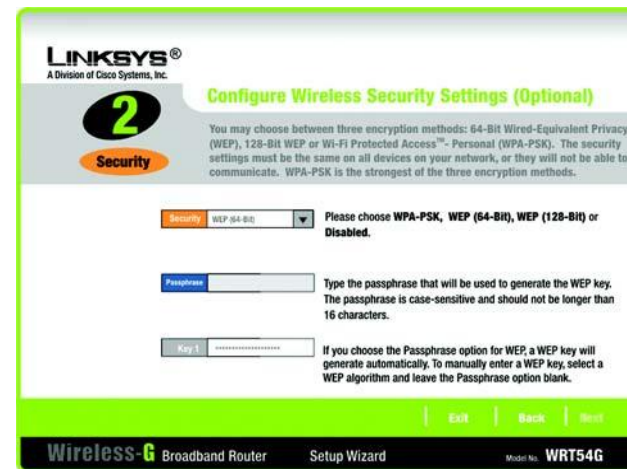 LINKSYS®
A Division of Cisco Systems, Inc.
2
Security
Configure Wireless Security Settings (Optional)
You may choose between three encryption methods: 64-Bit Wired-Equivalent Privacy
(WEP), 128-Bit WEP or Wi-Fi Protected Access™- Personal (WPA-PSK). The security
settings must be the same on all devices on your network, or they will not be able to
communicate. WPA-PSK is the strongest of the three encryption methods.
Security WEP (64-Bit)
Please choose WPA-PSK, WEP (64-Bit), WEP (128-Bit) or
Disabled.
Passphrase
Type the passphrase that will be used to generate the WEP key.
The passphrase is case-sensitive and should not be longer than
16 characters.
Key 1 ********************
If you choose the Passphrase option for WEP, a WEP key will
generate automatically. To manually enter a WEP key, select a
WEP algorithm and leave the Passphrase option blank.
Exit Back Next
Wireless-G Broadband Router Setup Wizard Model No. WRT54G